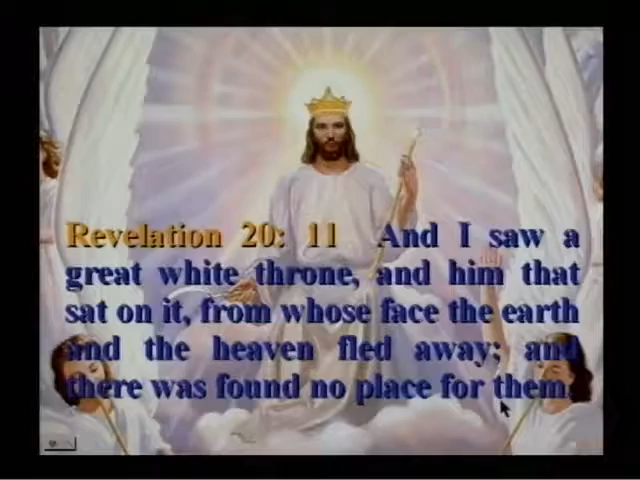 Revelation 20: 11 And I saw a
great white throne, and him that
sat on it, from whose face the earth
and the heaven fled away; and
there was found no place for them.